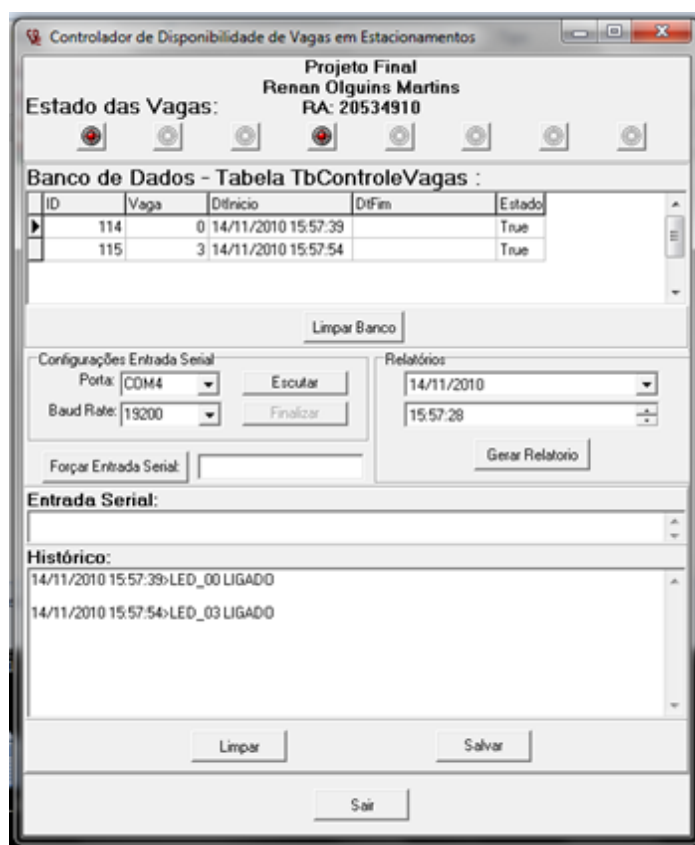 Controlador de Disponibilidade de Vagas em Estacionamentos
Projeto Final
Renan Olguins Martins
Estado das Vagas: RA: 20534910
Banco de Dados - Tabela TbControleVagas :
ID Vaga DtInicio DtFim Estado
114 0 14/11/2010 15:57:39 True
115 3 14/11/2010 15:57:54 True
Limpar Banco
Configurações Entrada Serial
Porta: COM4 Escutar
Baud Rate: 19200 Finalizar
Forçar Entrada Serial:
Relatórios
14/11/2010
15:57:28
Gerar Relatorio
Entrada Serial:
Histórico:
14/11/2010 15:57:39>LED_00 LIGADO
14/11/2010 15:57:54>LED_03 LIGADO
Limpar Salvar
Sair